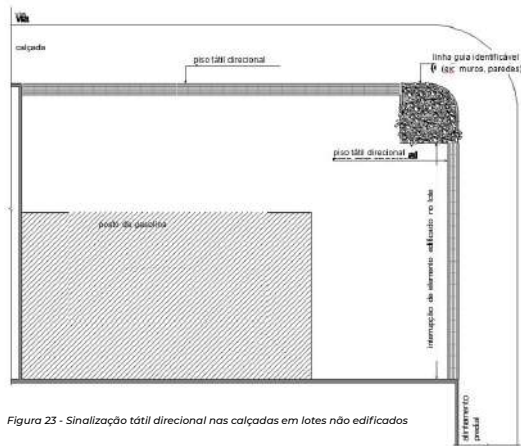 Via
calçada
piso tátil direcional
linha guia identificável
muros, paredes)
piso tátil direcional
posto de gasolina
interrupção de elemento edificado no lote
alinhamento
predial
Figura 23 - Sinalização tátil direcional nas calçadas em lotes não edificados